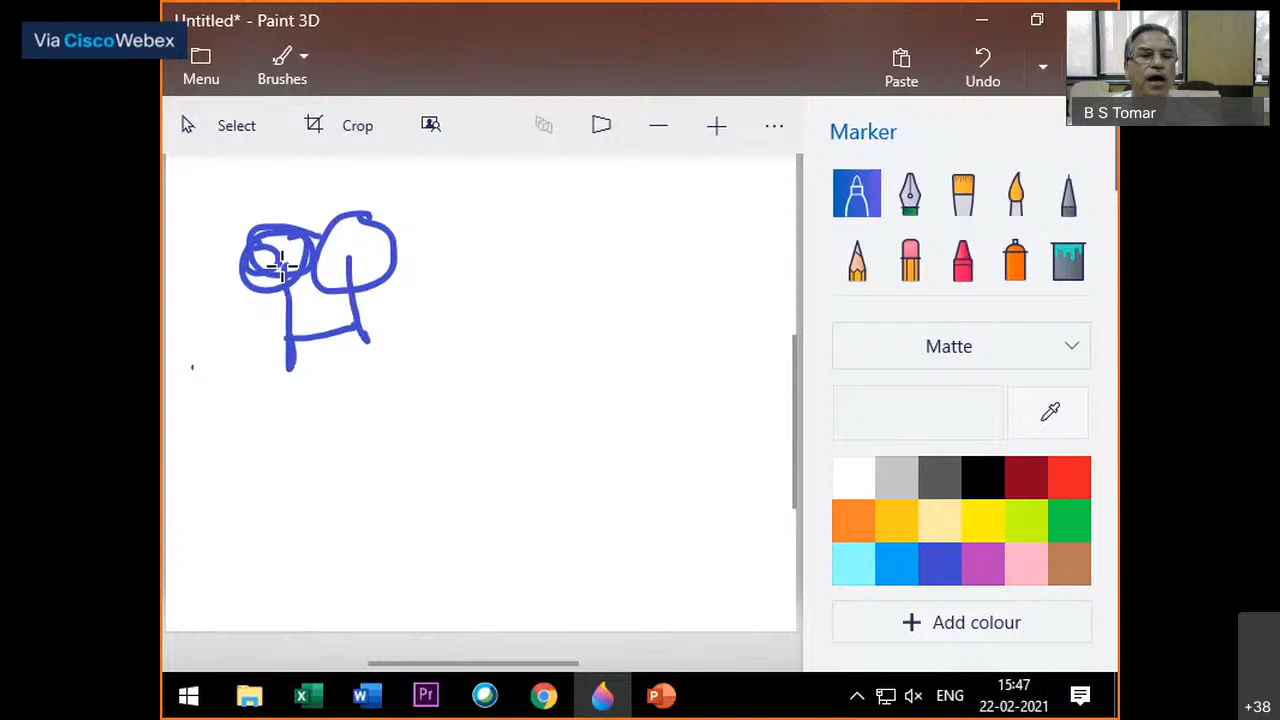 Untitled* - Paint 3D
Via CiscoWebex
Menu
Brushes
Paste
Undo
B S Tomar
Select
Crop
Marker
Matte
Add colour
ENG
15:47
22-02-2021
+38